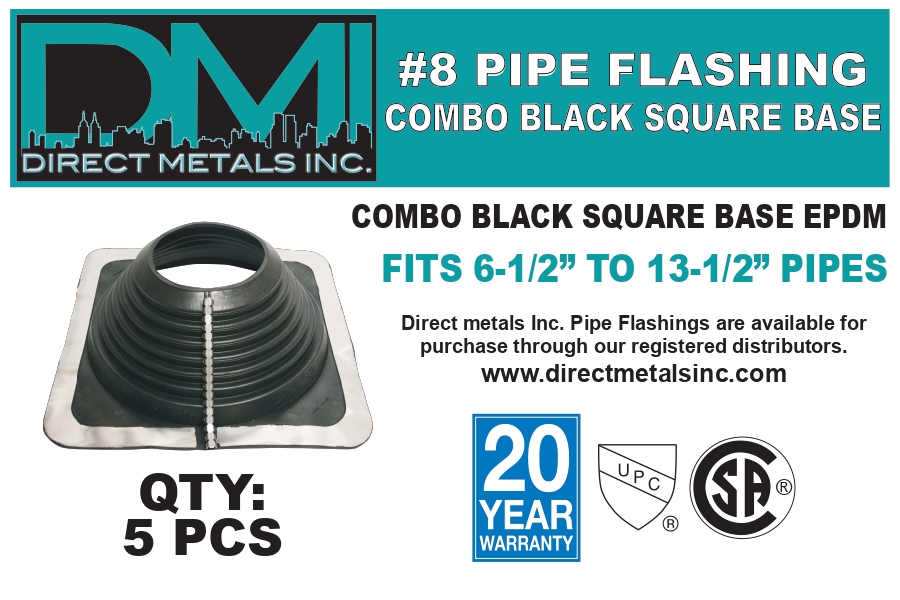 DMI
DIRECT METALS INC.
#8 PIPE FLASHING
COMBO BLACK SQUARE BASE
COMBO BLACK SQUARE BASE EPDM
FITS 6-1/2” TO 13-1/2” PIPES
Direct metals Inc. Pipe Flashings are available for
purchase through our registered distributors.
www.directmetalsinc.com
QTY:
5 PCS
20
YEAR
WARRANTY
UPC
®
CSA
®